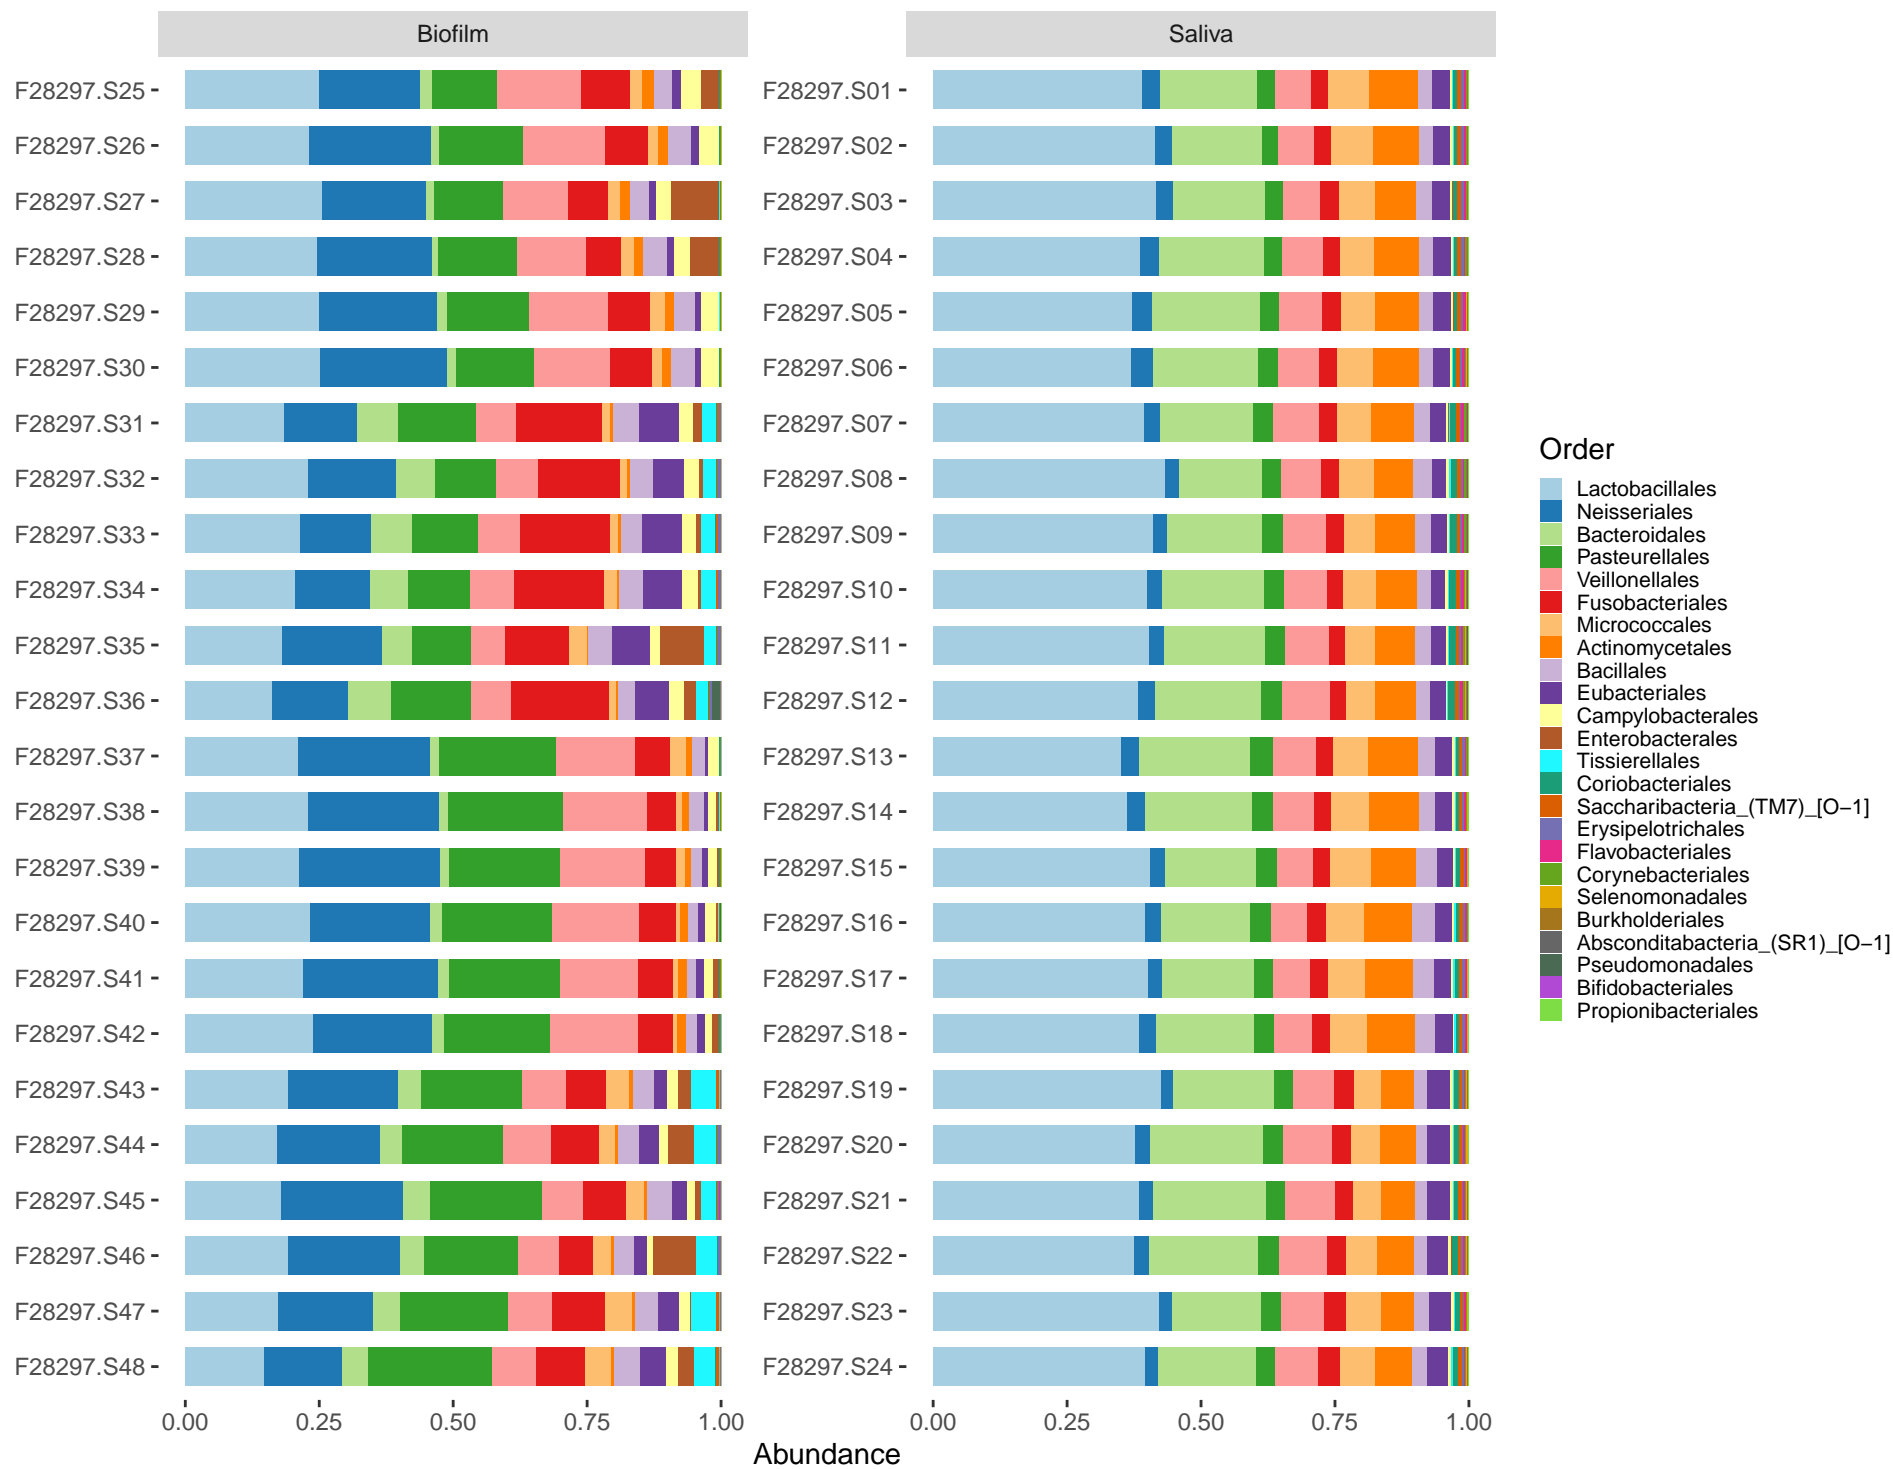 Biofilm
F28297.S25
F28297.S26
F28297.S27
F28297.S28
F28297.S29
F28297.S30
F28297.S31
F28297.S32
F28297.S33
F28297.S34
F28297.S35
F28297.S36
F28297.S37
F28297.S38
F28297.S39
F28297.S40
F28297.S41
F28297.S42
F28297.S43
F28297.S44
F28297.S45
F28297.S46
F28297.S47
F28297.S48
0.00 0.25 0.50 0.75 1.00
Saliva
F28297.S01
F28297.S02
F28297.S03
F28297.S04
F28297.S05
F28297.S06
F28297.S07
F28297.S08
F28297.S09
F28297.S10
F28297.S11
F28297.S12
F28297.S13
F28297.S14
F28297.S15
F28297.S16
F28297.S17
F28297.S18
F28297.S19
F28297.S20
F28297.S21
F28297.S22
F28297.S23
F28297.S24
0.00 0.25 0.50 0.75 1.00
Abundance
Order
Lactobacillales
Neisseriales
Bacteroidales
Pasteurellales
Veillonellales
Fusobacteriales
Micrococcales
Actinomycetales
Bacillales
Eubacteriales
Campylobacterales
Enterobacterales
Tissierellales
Coriobacteriales
Saccharibacteria_(TM7)_[O−1]
Erysipelotrichales
Flavobacteriales
Corynebacteriales
Selenomonadales
Burkholderiales
Absconditabacteria_(SR1)_[O−1]
Pseudomonadales
Bifidobacteriales
Propionibacteriales